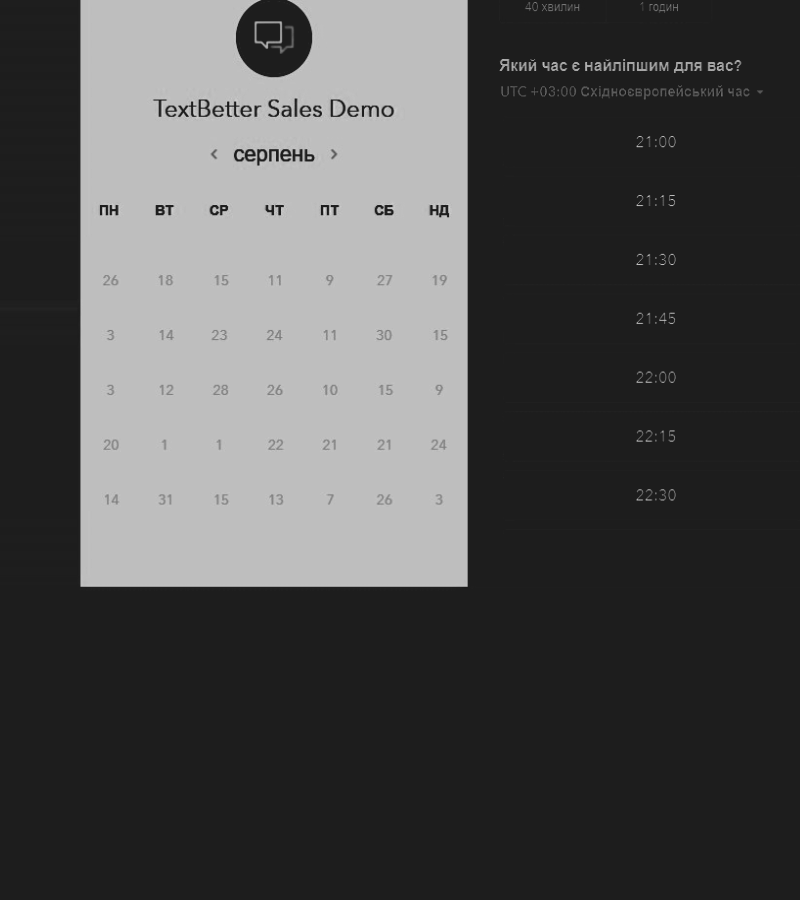 TextBetter Sales Demo
серпень
ПН ВТ СР ЧТ ПТ СБ НД
26 18 15 11 9 27 19
3 14 23 24 11 30 15
3 12 28 26 10 15 9
20 1 1 22 21 21 24
14 31 15 13 7 26 3
40 хвилин 1 годин
Який час є найліпшим для вас?
UTC +03:00 Східноєвропейський час
21:00
21:15
21:30
21:45
22:00
22:15
22:30